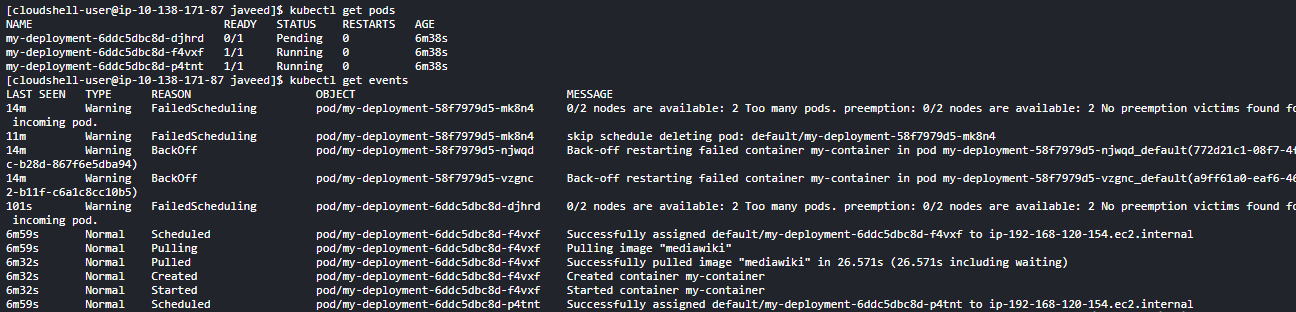 [cloudshell-user@ip-10-138-171-87 javeed]$ kubectl get pods
NAME READY STATUS RESTARTS AGE
my-deployment-6ddc5dbc8d-djhrd 0/1 Pending 0 6m38s
my-deployment-6ddc5dbc8d-f4vxf 1/1 Running 0 6m38s
my-deployment-6ddc5dbc8d-p4tnt 1/1 Running 0 6m38s
[cloudshell-user@ip-10-138-171-87 javeed]$ kubectl get events
LAST SEEN TYPE REASON OBJECT MESSAGE
14m Warning FailedScheduling pod/my-deployment-58f7979d5-mk8n4 0/2 nodes are available: 2 Too many pods. preemption: 0/2 nodes are available: 2 No preemption victims found fo
incoming pod.
11m Warning FailedScheduling pod/my-deployment-58f7979d5-mk8n4 skip schedule deleting pod: default/my-deployment-58f7979d5-mk8n4
14m Warning BackOff pod/my-deployment-58f7979d5-njwqd Back-off restarting failed container my-container in pod my-deployment-58f7979d5-njwqd_default(772d21c1-08f7-4f
c-b28d-867f6e5dba94)
14m Warning BackOff pod/my-deployment-58f7979d5-vzgnc Back-off restarting failed container my-container in pod my-deployment-58f7979d5-vzgnc_default(a9ff61a0-eaf6-46
2-b11f-c6a1c8cc10b5)
101s Warning FailedScheduling pod/my-deployment-6ddc5dbc8d-djhrd 0/2 nodes are available: 2 Too many pods. preemption: 0/2 nodes are available: 2 No preemption victims found fo
incoming pod.
6m59s Normal Scheduled pod/my-deployment-6ddc5dbc8d-f4vxf Successfully assigned default/my-deployment-6ddc5dbc8d-f4vxf to ip-192-168-120-154.ec2.internal
6m59s Normal Pulling pod/my-deployment-6ddc5dbc8d-f4vxf Pulling image "mediawiki"
6m32s Normal Pulled pod/my-deployment-6ddc5dbc8d-f4vxf Successfully pulled image "mediawiki" in 26.571s (26.571s including waiting)
6m32s Normal Created pod/my-deployment-6ddc5dbc8d-f4vxf Created container my-container
6m32s Normal Started pod/my-deployment-6ddc5dbc8d-f4vxf Started container my-container
6m59s Normal Scheduled pod/my-deployment-6ddc5dbc8d-p4tnt Successfully assigned default/my-deployment-6ddc5dbc8d-p4tnt to ip-192-168-120-154.ec2.internal